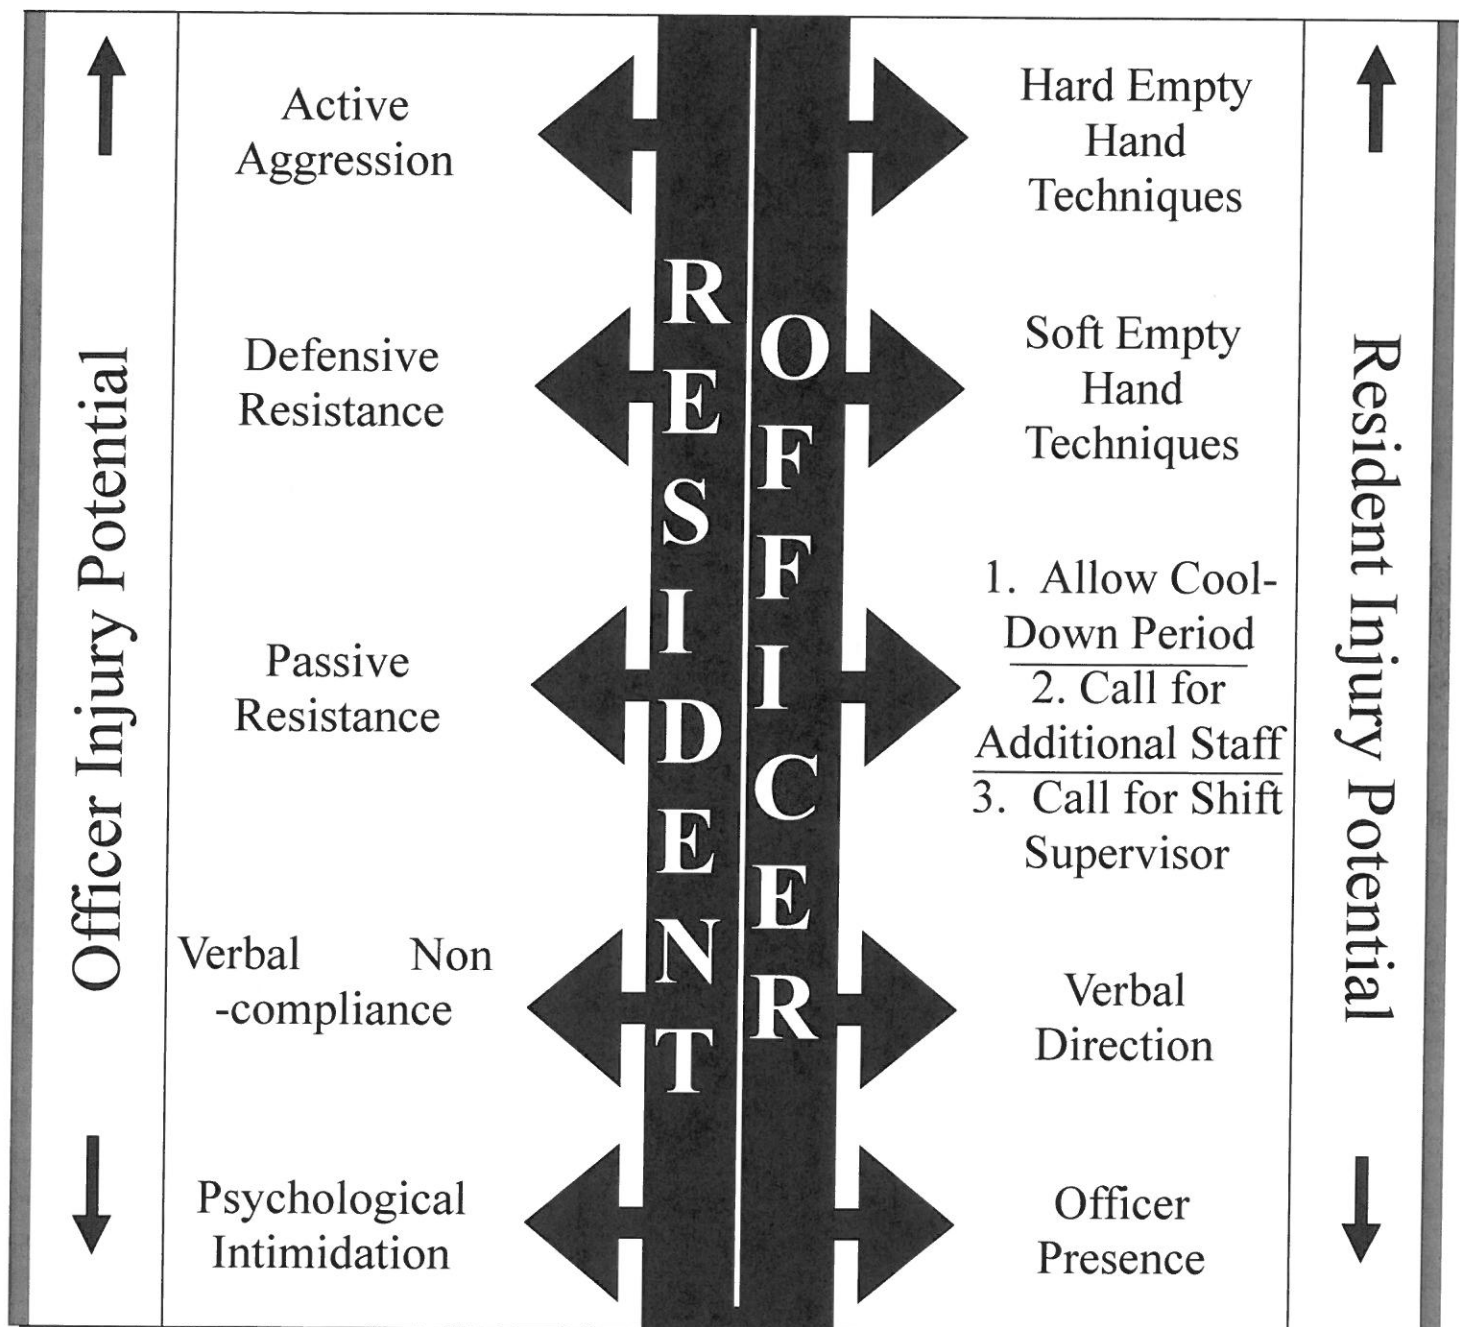 Officer Injury Potential
Active
Aggression
Defensive
Resistance
Passive
Resistance
Verbal Non
-compliance
Psychological
Intimidation
RESIDENT
OFFICER
Hard Empty
Hand
Techniques
Soft Empty
Hand
Techniques
1. Allow Cool-
Down Period
2. Call for
Additional Staff
3. Call for Shift
Supervisor
Verbal
Direction
Officer
Presence
Resident Injury Potential